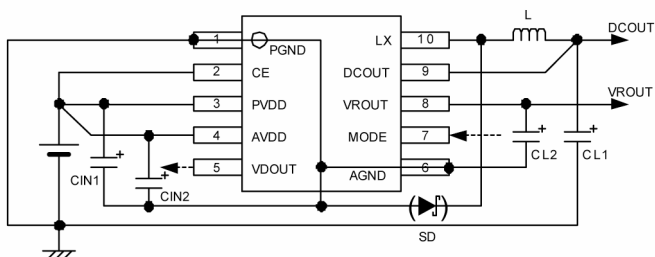 L
DCOUT
1 PGND LX 10
2 CE DCOUT 9
3 PVDD VROUT 8
VROUT
4 AVDD MODE 7
5 VDOUT AGND 6
CIN1
CIN2
CL2
CL1
( )
SD